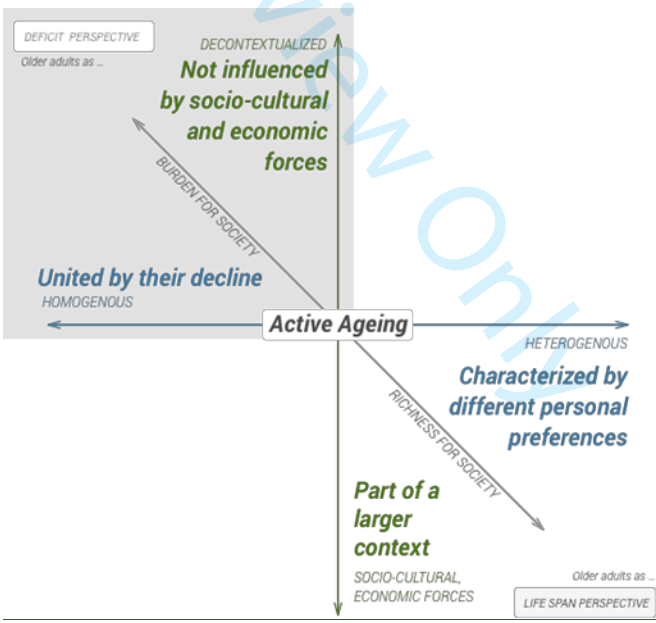 DEFICIT PERSPECTIVE
Older adults as ...
DECONTEXTUALIZED
Not influenced
by socio-cultural
and economic
forces
BURDEN FOR SOCIETY
United by their decline
HOMOGENOUS
Active Ageing
HETEROGENOUS
Characterized by
different personal
preferences
RICHNESS FOR SOCIETY
Part of a
larger
context
SOCIO-CULTURAL,
ECONOMIC FORCES
Older adults as ...
LIFE SPAN PERSPECTIVE
view Only